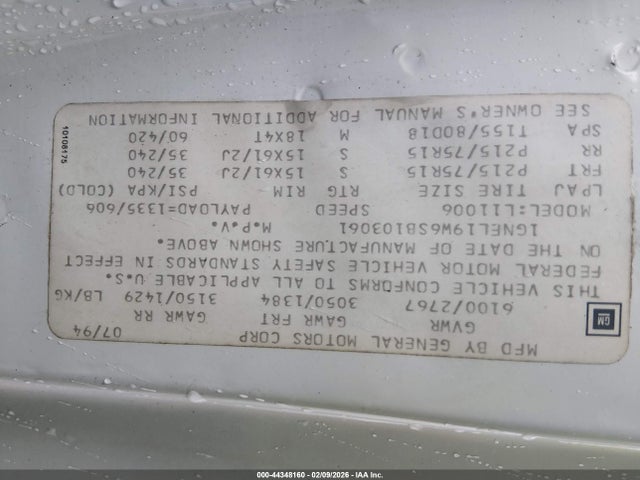 MFD BY GENERAL MOTORS CORP
07/94
GVWR GAWR FRT GAWR RR
6100/2767 3050/1384 3150/1429 LB/KG
THIS VEHICLE CONFORMS TO ALL APPLICABLE U.S.
FEDERAL MOTOR VEHICLE SAFETY STANDARDS IN EFFECT
ON THE DATE OF MANUFACTURE SHOWN ABOVE.
1GNEL19W6SB103061 M.P.V.
MODEL:L11006 PAYLOAD=1335/606
LPAJ TIRE SIZE SPEED RTG RIM PSI/KPA (COLD)
FRT P215/75R15 S 15X61/2J 35/240
RR P215/75R15 S 15X61/2J 35/240
SPA T155/80D18 M 18X4T 60/420
SEE OWNER'S MANUAL FOR ADDITIONAL INFORMATION
GM
10108175
000-44348160 - 02/09/2026 - IAA Inc.